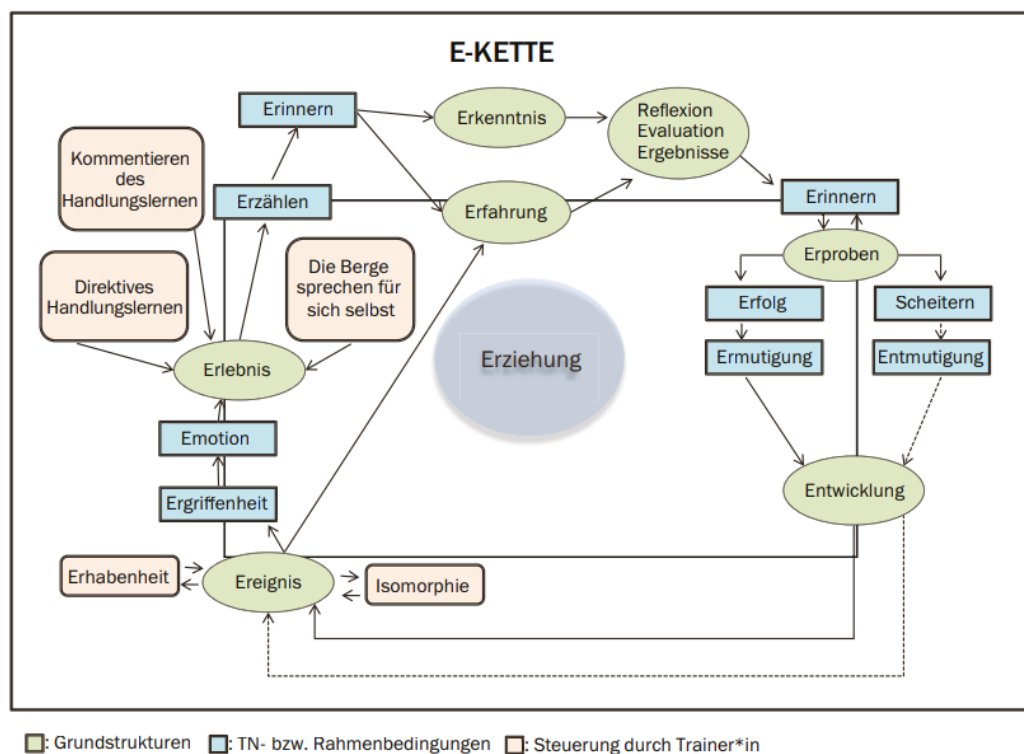 E-KETTE
Erinnern
Erkenntnis
Reflexion
Evaluation
Ergebnisse
Kommentieren
des
Handlungslernen
Erzählen
Erfahrung
Erinnern
Erproben
Direktives
Handlungslernen
Die Berge
sprechen für
sich selbst
Erfolg
Scheitern
Erziehung
Ermutigung
Entmutigung
Erlebnis
Emotion
Ergriffenheit
Entwicklung
Erhabenheit
Ereignis
Isomorphie
: Grundstrukturen : TN- bzw. Rahmenbedingungen : Steuerung durch Trainer*in